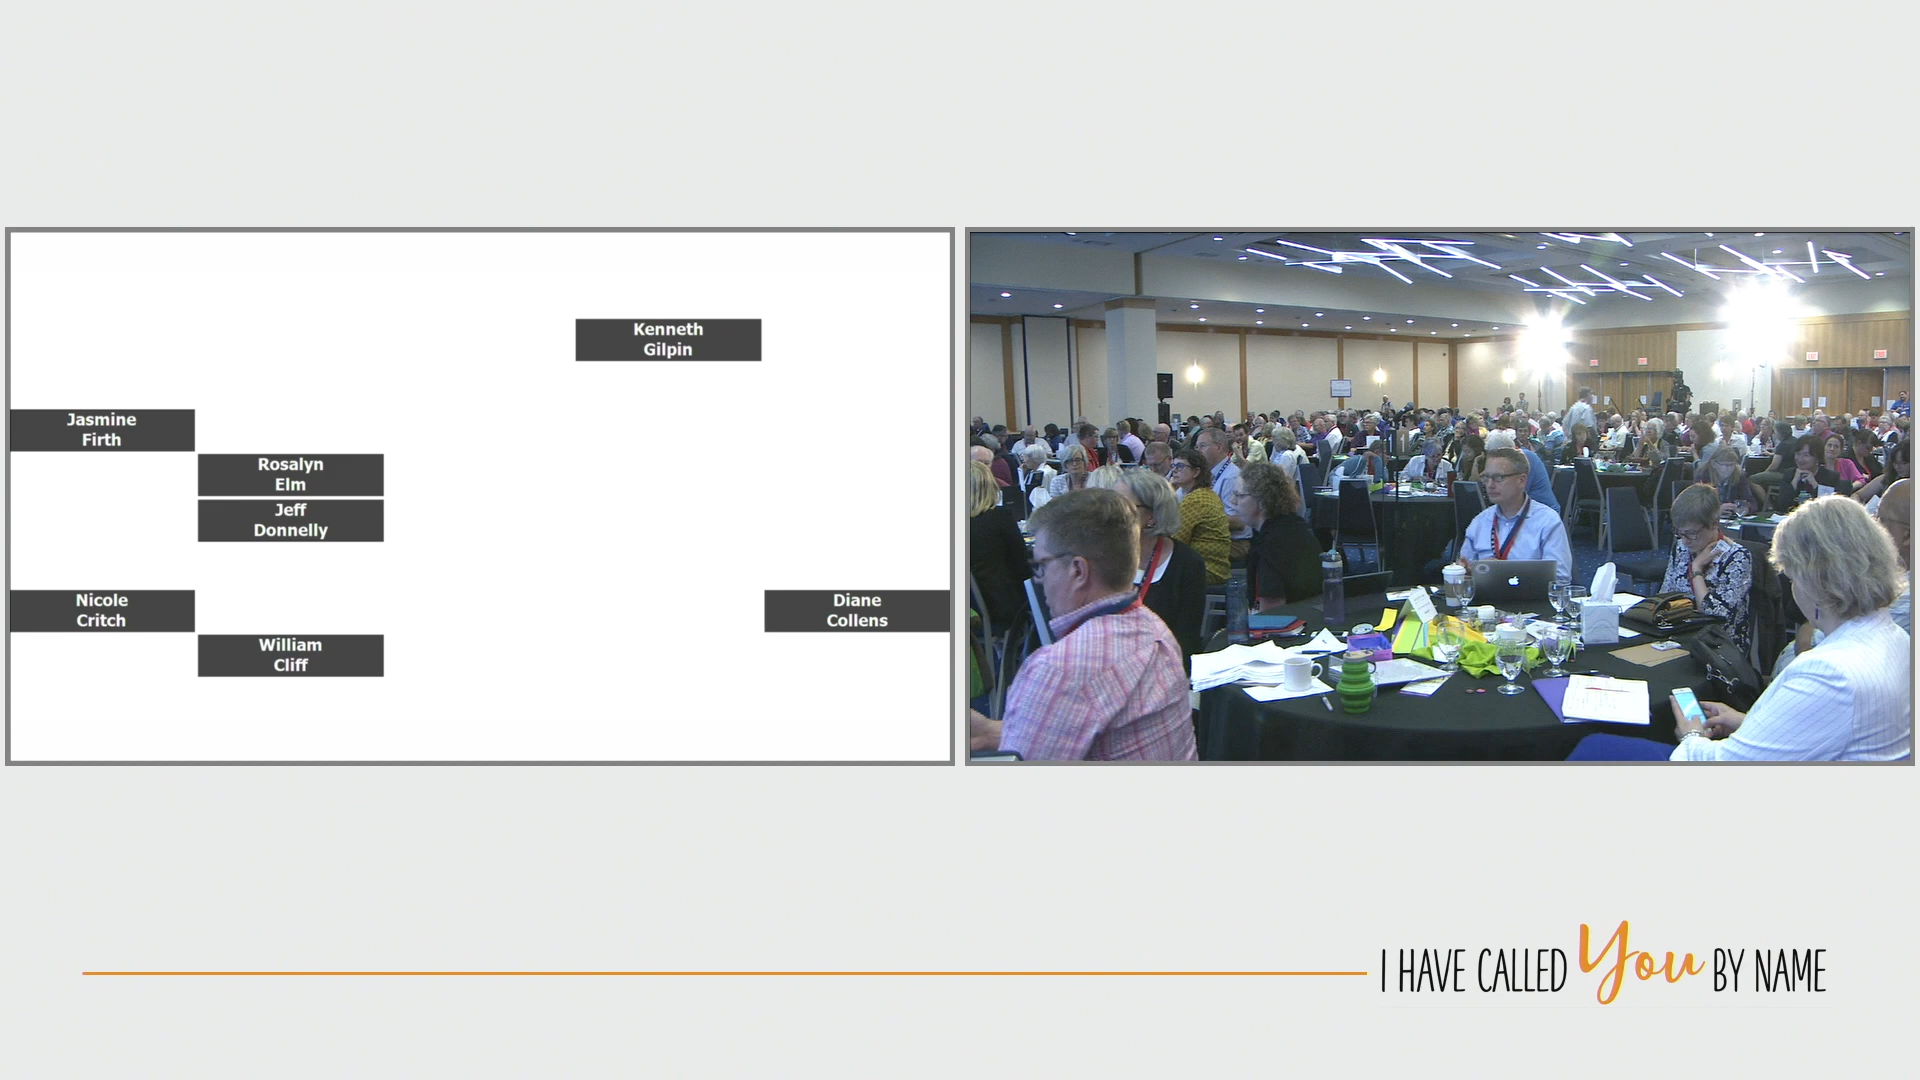 Kenneth
Gilpin
Jasmine
Firth
Rosalyn
Elm
Jeff
Donnelly
Nicole
Critch
Diane
Collens
William
Cliff
I HAVE CALLED You BY NAME